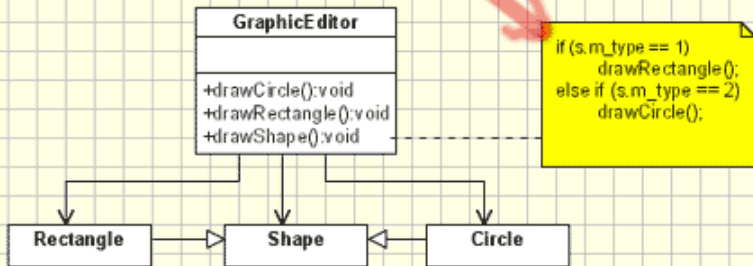 GraphicEditor
+drawCircle():void
+drawRectangle():void
+drawShape():void
if (s.m_type == 1)
drawRectangle();
else if (s.m_type == 2)
drawCircle();
Rectangle
Shape
Circle